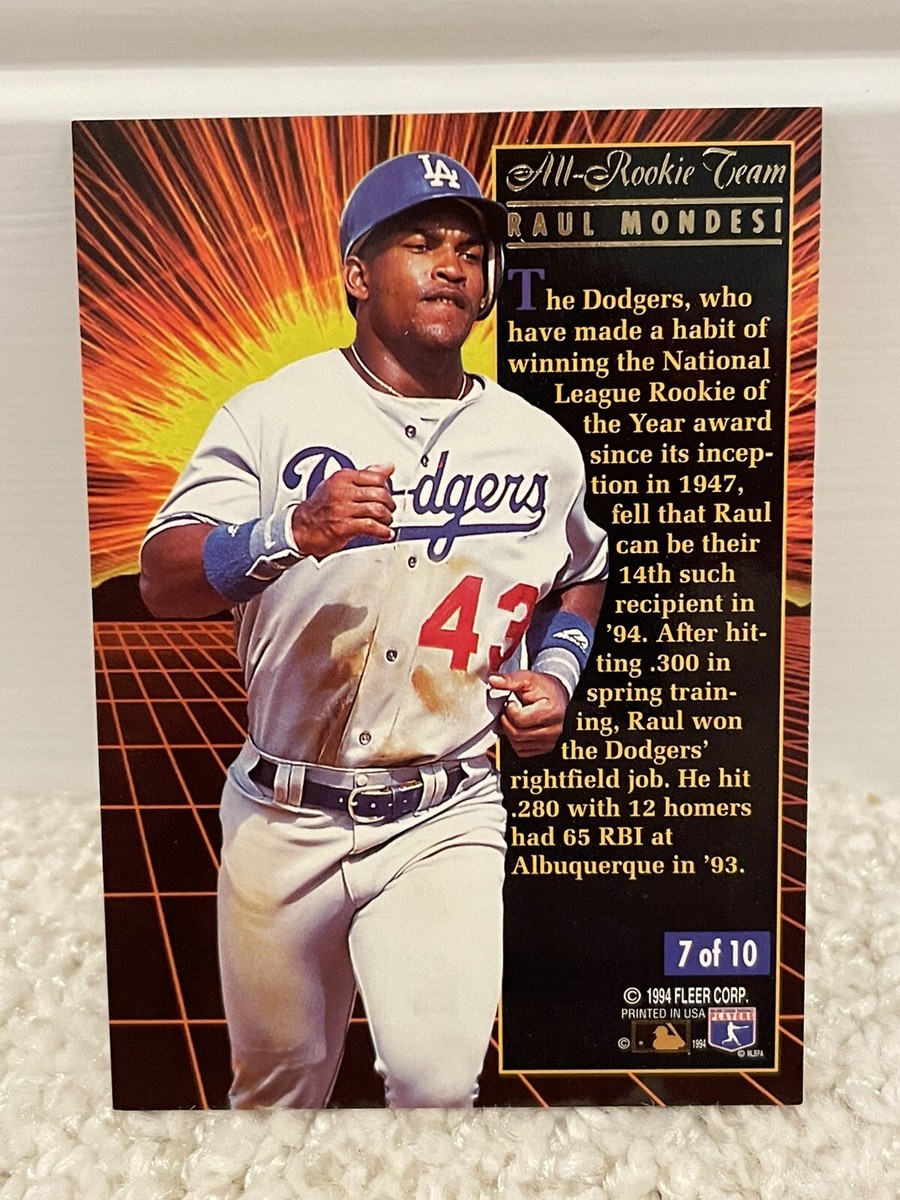 LA
All-Rookie Team
RAUL MONDESI
Dodgers
43
The Dodgers, who
have made a habit of
winning the National
League Rookie of
the Year award
since its incep-
tion in 1947,
fell that Raul
can be their
14th such
recipient in
’94. After hit-
ting .300 in
spring train-
ing, Raul won
the Dodgers’
rightfield job. He hit
.280 with 12 homers
had 65 RBI at
Albuquerque in ’93.
7 of 10
© 1994 FLEER CORP.
PRINTED IN USA
© 1994
PLAYERS
© MLBPA